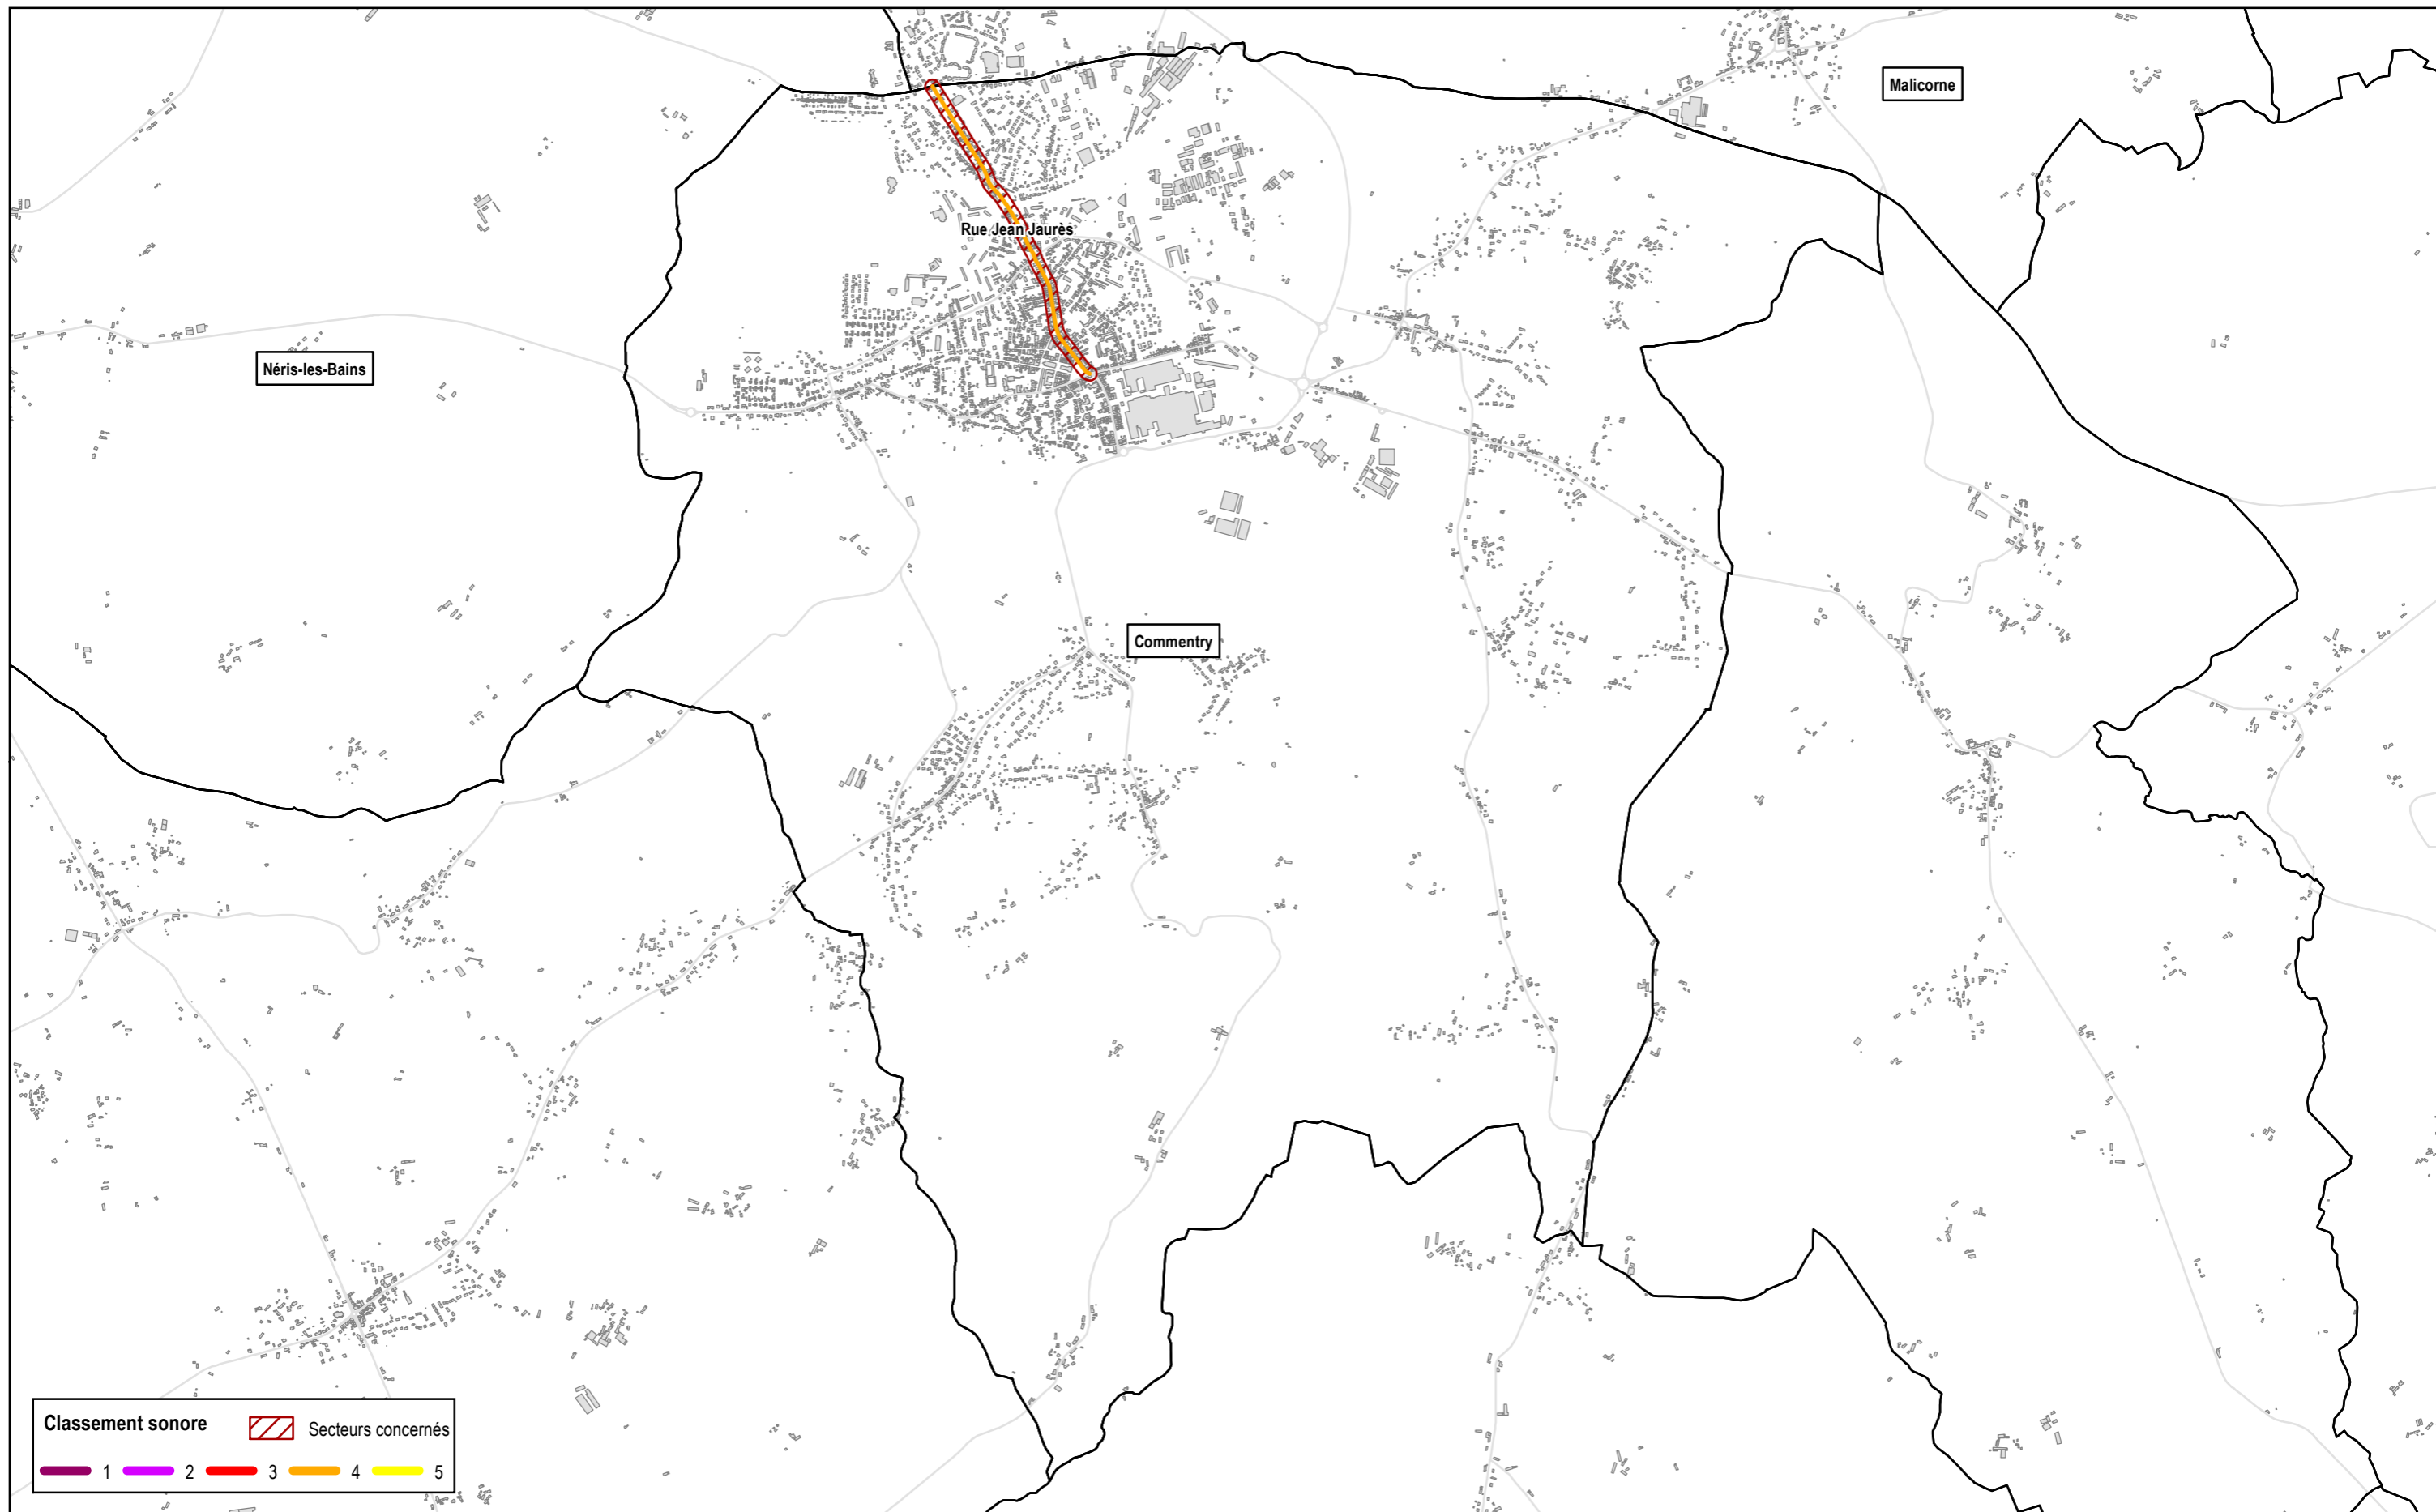 Malicorne
Rue Jean Jaurès
Néris-les-Bains
Commentry
Classement sonore
Secteurs concernés
1 2 3 4 5